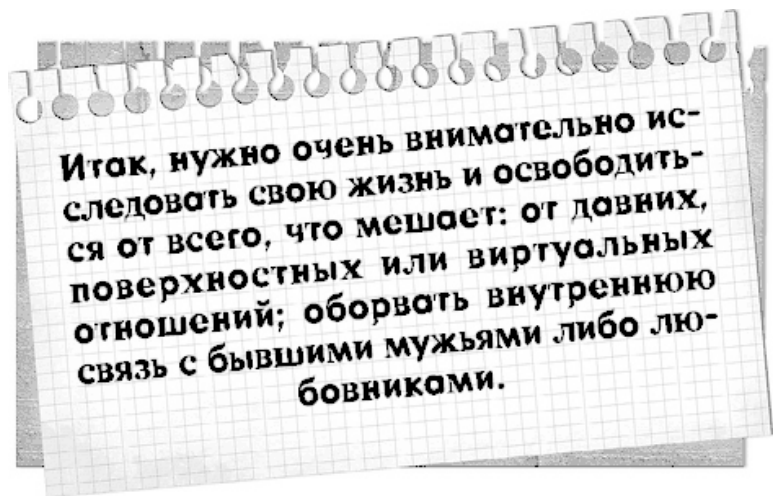 Итак, нужно очень внимательно ис-
следовать свою жизнь и освободить-
ся от всего, что мешает: от давних,
поверхностных или виртуальных
отношений; оборвать внутреннюю
связь с бывшими мужьями либо лю-
бовниками.